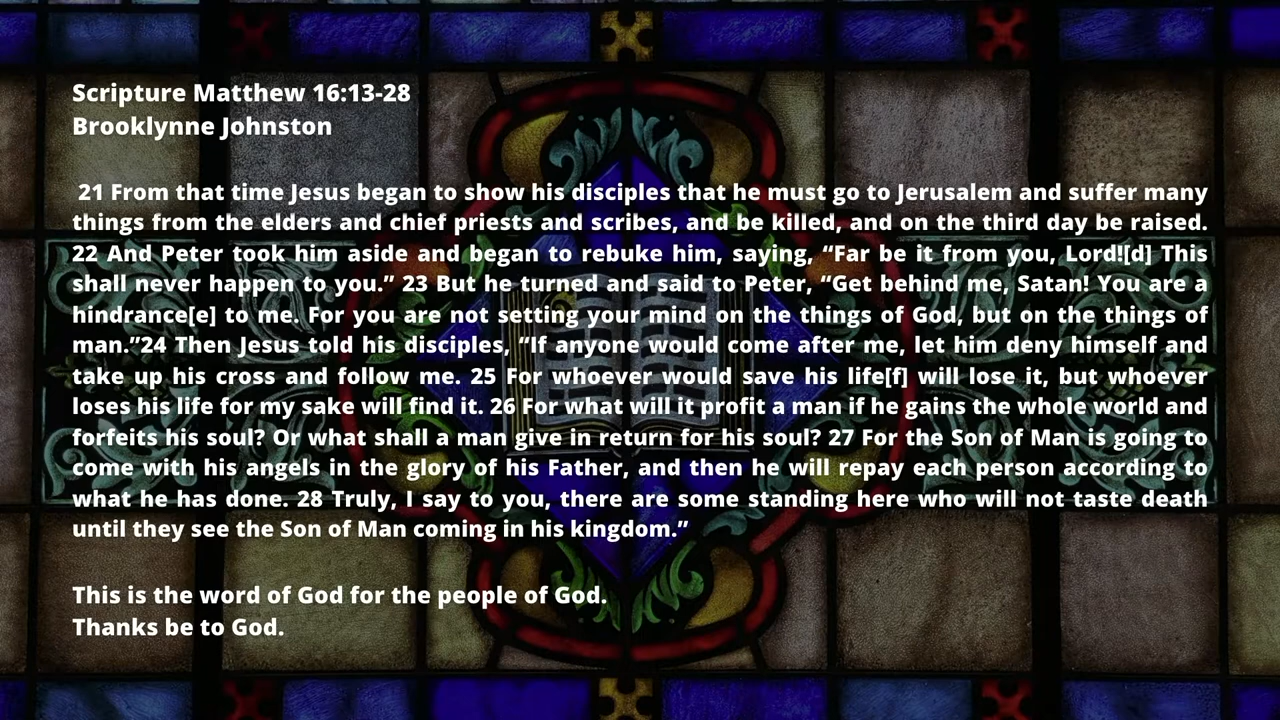 Scripture Matthew 16:13-28
Brooklynne Johnston
21 From that time Jesus began to show his disciples that he must go to Jerusalem and suffer many
things from the elders and chief priests and scribes, and be killed, and on the third day be raised.
22 And Peter took him aside and began to rebuke him, saying, “Far be it from you, Lord![d] This
shall never happen to you.” 23 But he turned and said to Peter, “Get behind me, Satan! You are a
hindrance[e] to me. For you are not setting your mind on the things of God, but on the things of
man.”24 Then Jesus told his disciples, “If anyone would come after me, let him deny himself and
take up his cross and follow me. 25 For whoever would save his life[f] will lose it, but whoever
loses his life for my sake will find it. 26 For what will it profit a man if he gains the whole world and
forfeits his soul? Or what shall a man give in return for his soul? 27 For the Son of Man is going to
come with his angels in the glory of his Father, and then he will repay each person according to
what he has done. 28 Truly, I say to you, there are some standing here who will not taste death
until they see the Son of Man coming in his kingdom.”
This is the word of God for the people of God.
Thanks be to God.